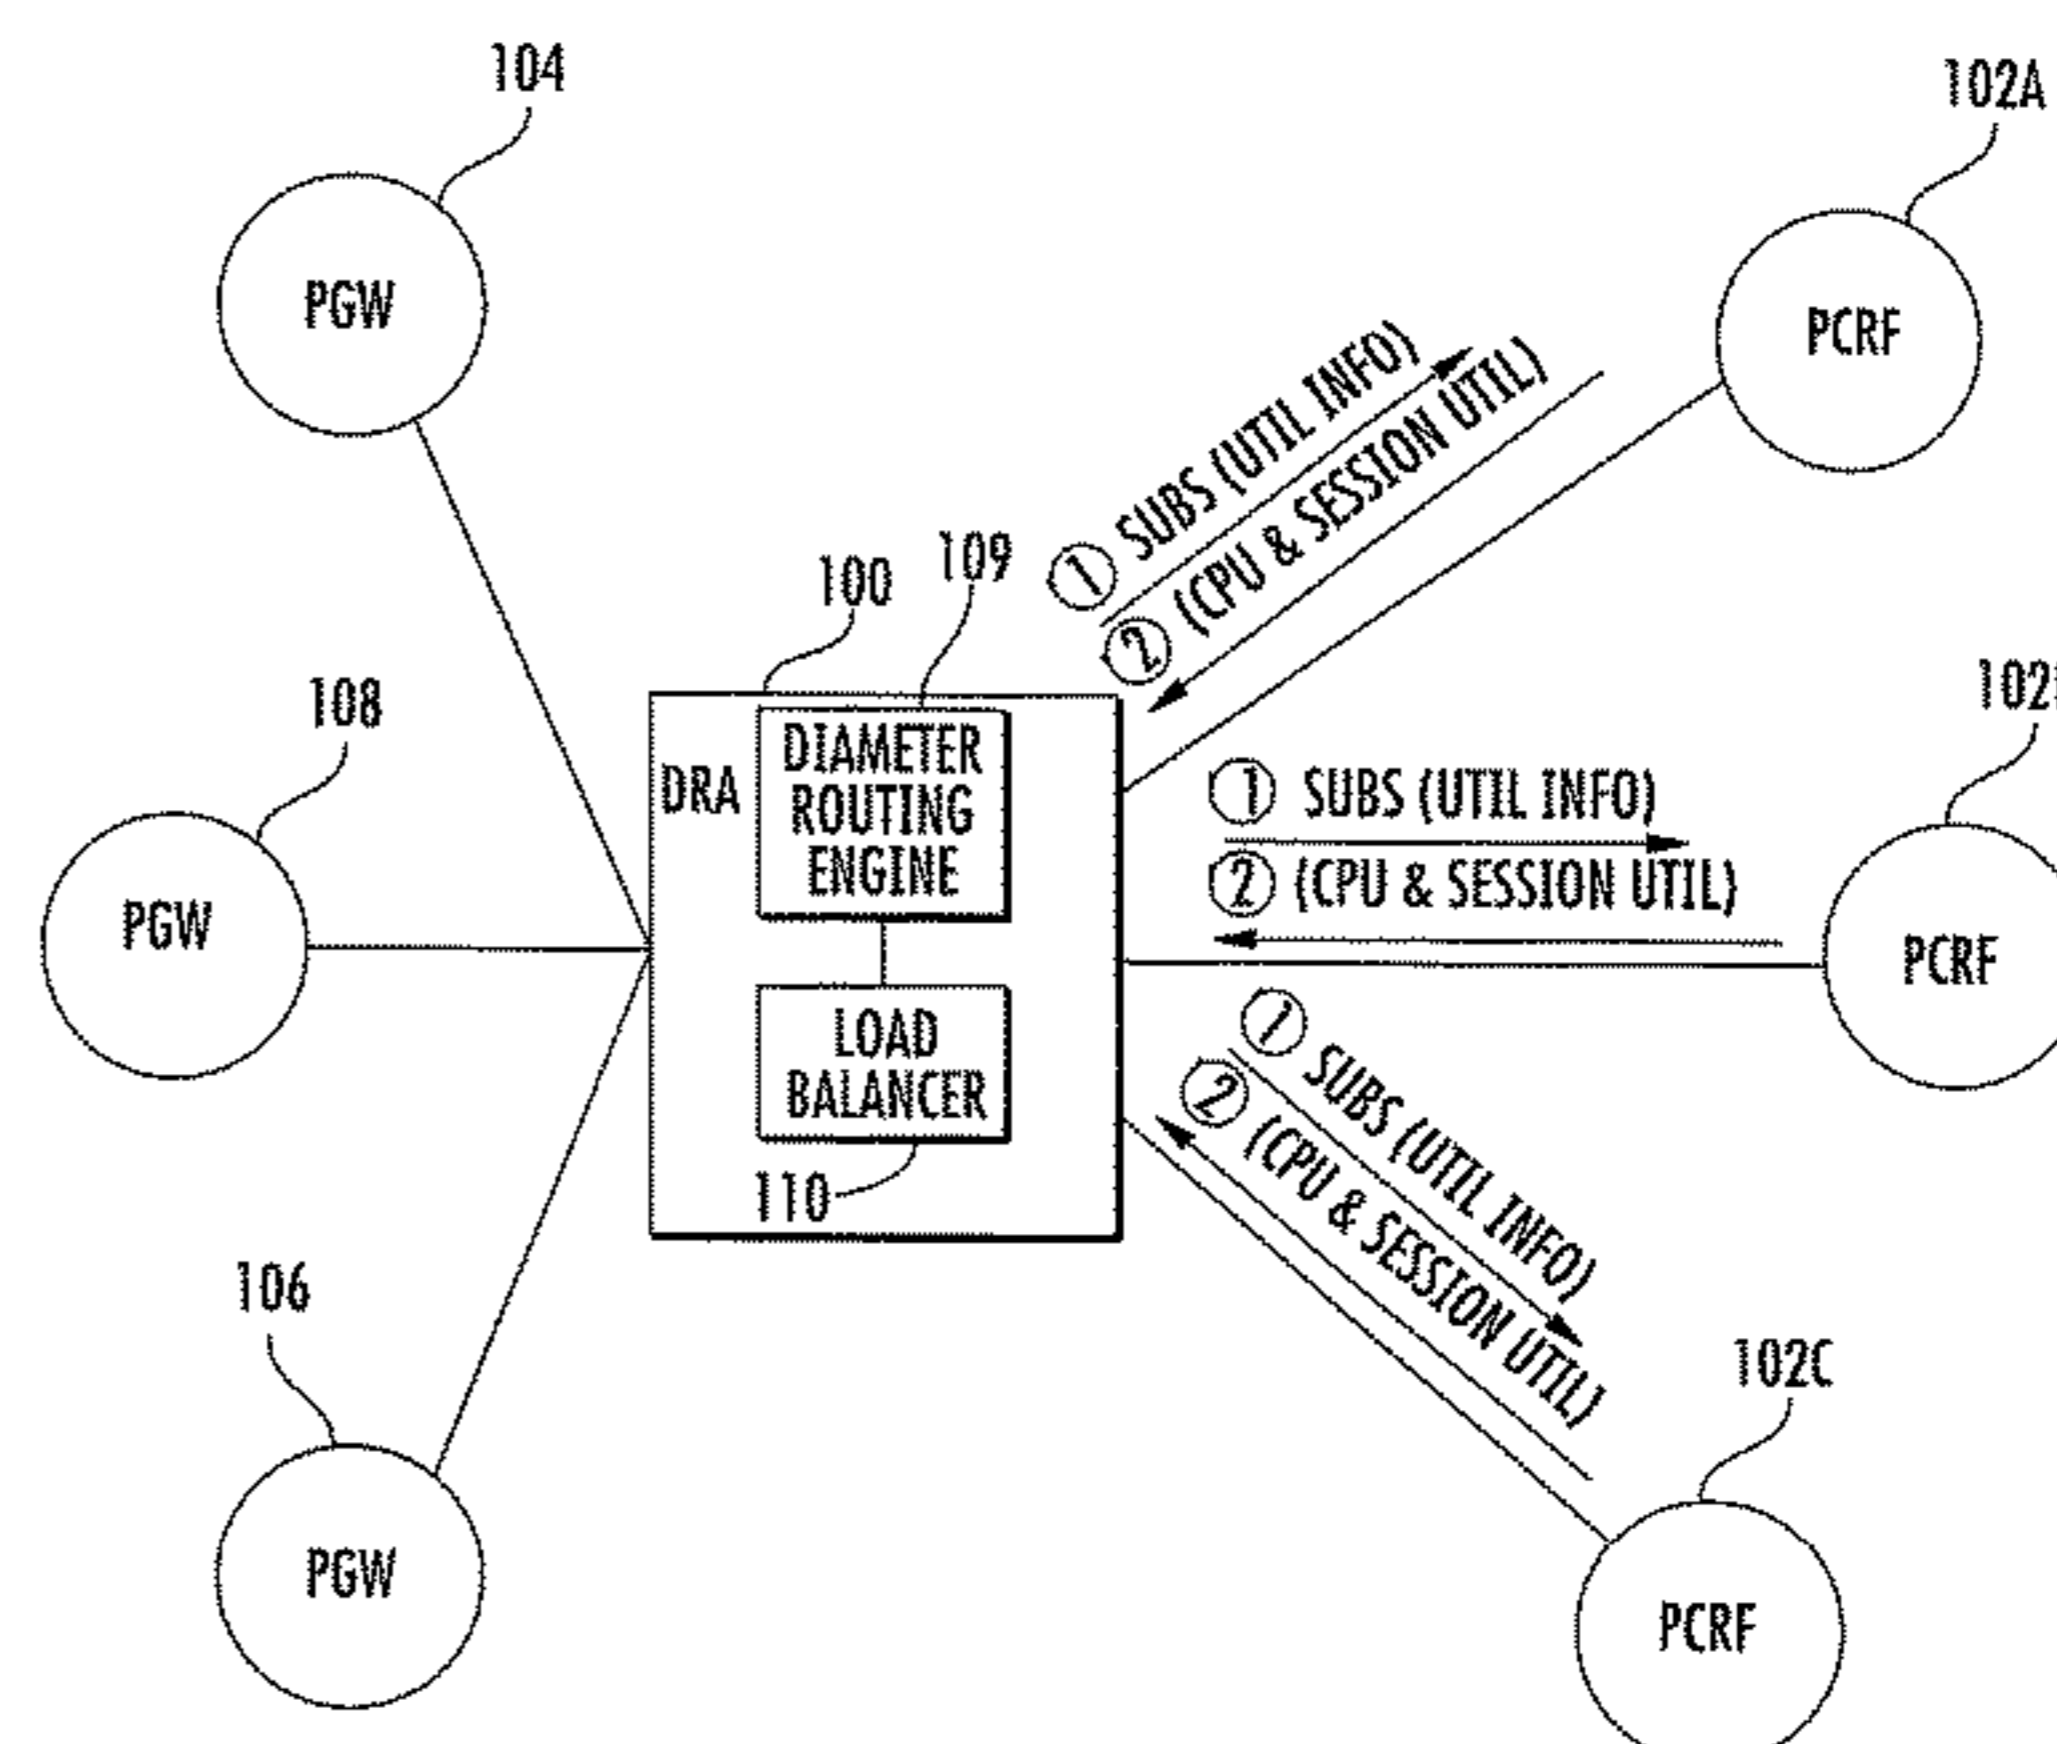 104
102A
PGW
PCRF
① SUBS (UTIL INFO)
② (CPU & SESSION UTIL)
100
109
108
PGW
DRA
DIAMETER
ROUTING
ENGINE
LOAD
BALANCER
110
① SUBS (UTIL INFO)
② (CPU & SESSION UTIL)
PCRF
① SUBS (UTIL INFO)
② (CPU & SESSION UTIL)
106
PGW
102C
PCRF